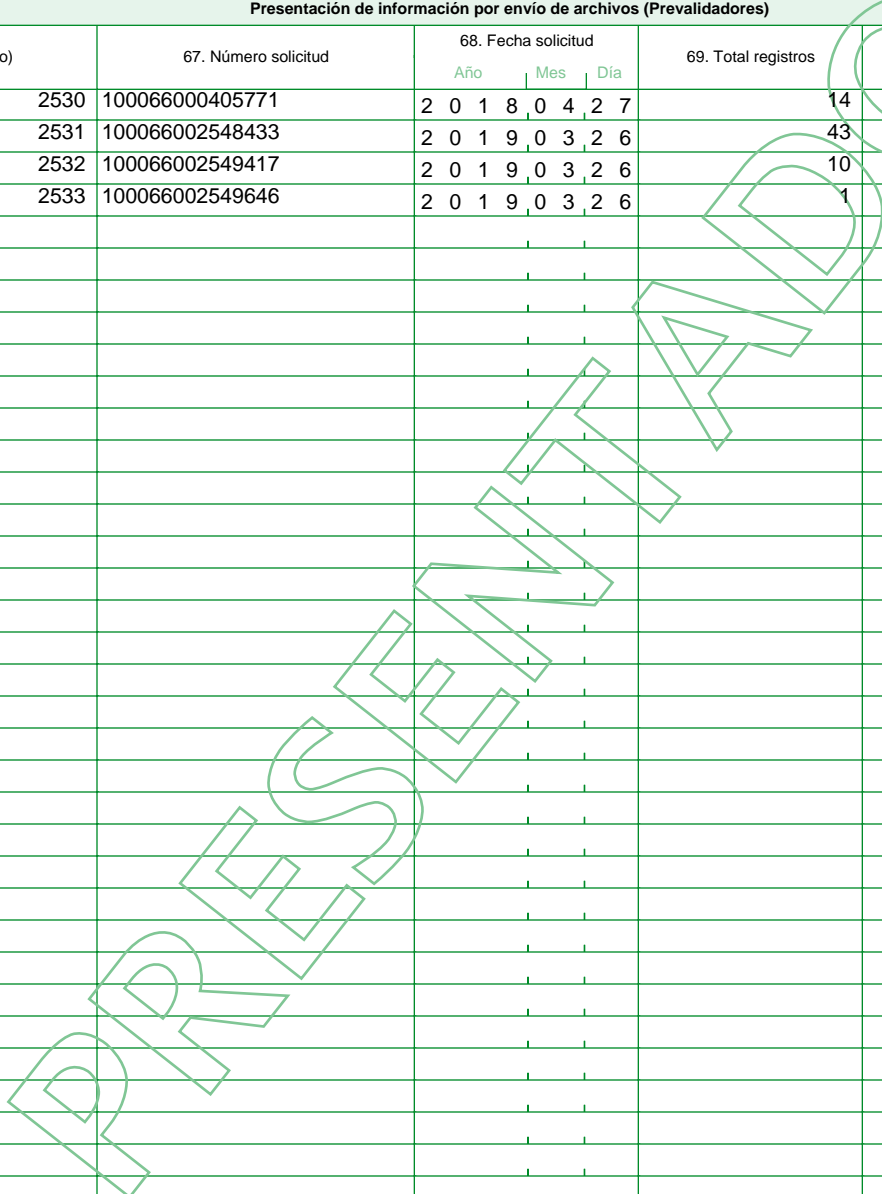 Presentación de información por envío de archivos (Prevalidadores)
o) 67. Número solicitud 68. Fecha solicitud 69. Total registros
Año Mes Día
2530 100066000405771 2 0 1 8 0 4 2 7 14
2531 100066002548433 2 0 1 9 0 3 2 6 43
2532 100066002549417 2 0 1 9 0 3 2 6 10
2533 100066002549646 2 0 1 9 0 3 2 6 1
PRESENTADO